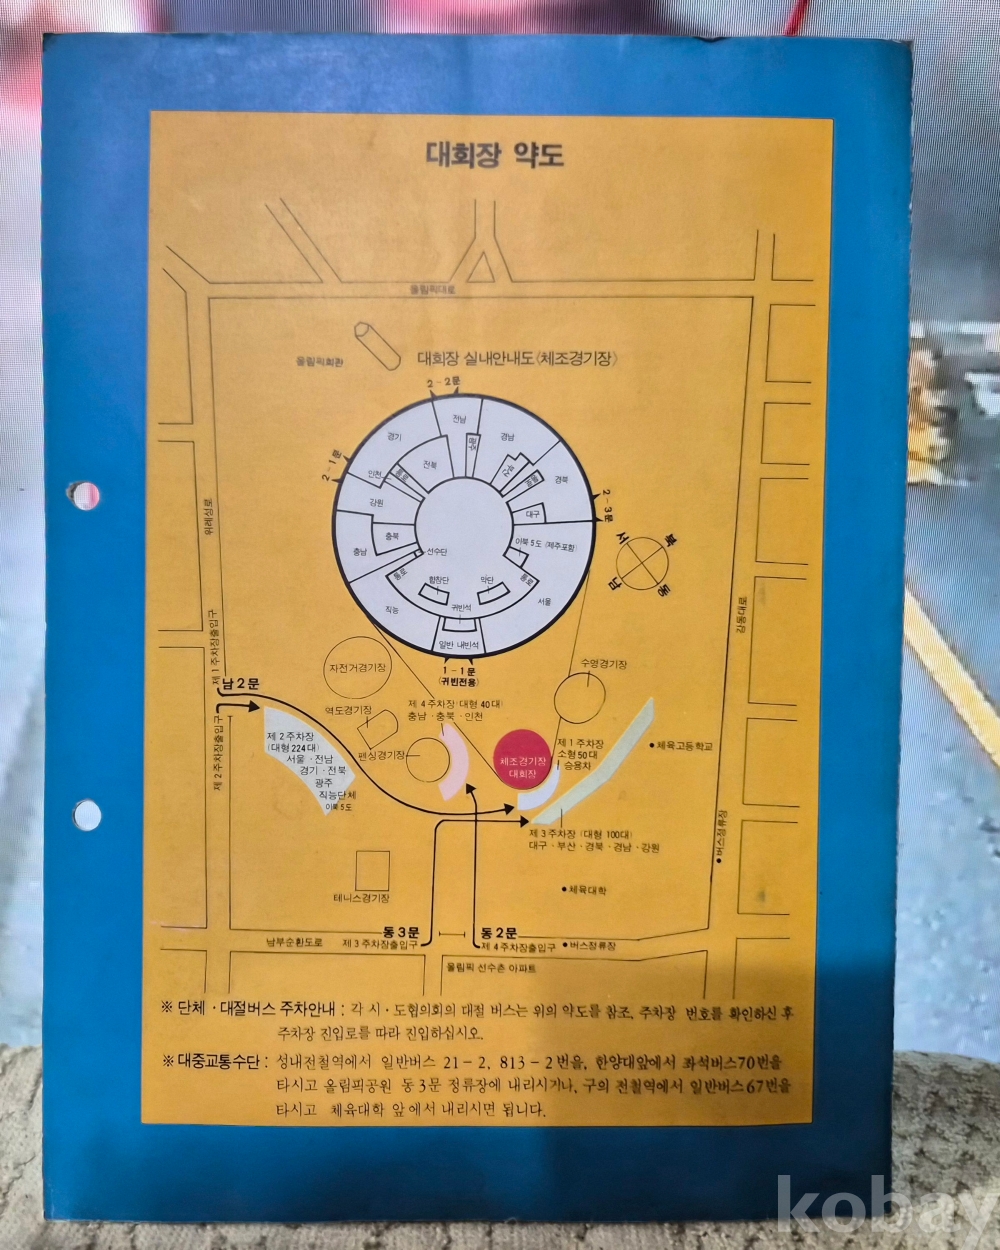 대회장 약도
올림픽대로
올림픽회관
대회장 실내안내도〈체조경기장〉
2-2문
전남
경기
경남
2-1문
전북
인천
통로
부산
경북
강원
2-3문
대구
충북
이북 5도 (제주포함)
충남
선수단
서
북
남
동
통로
합창단
악단
통로
귀빈석
직능
서울
일반
내빈석
1-1문
(귀빈전용)
위례성로
강동대로
제 1 주차장출입구
남 2 문
제 2 주차장출입구
자전거경기장
수영경기장
역도경기장
제 4 주차장(대형 40대)
충남 · 충북 · 인천
펜싱경기장
체조경기장
대회장
제 1 주차장
소형 50대
승용차
체육고등학교
제 2 주차장
(대형 224대)
서울 · 전남
경기 · 전북
광주
직능단체
이북 5도
제 3 주차장 (대형 100대)
대구 · 부산 · 경북 · 경남 · 강원
버스정류장
테니스경기장
체육대학
동 3 문
동 2 문
남부순환도로
제 3 주차장출입구
제 4 주차장출입구
버스정류장
올림픽 선수촌 아파트
※ 단체 · 대절버스 주차안내 : 각 시 · 도협의회의 대절 버스는 위의 약도를 참조, 주차장 번호를 확인하신 후
주차장 진입로를 따라 진입하십시오.
※ 대중교통수단 : 성내전철역에서 일반버스 21-2, 813-2번을, 한양대앞에서 좌석버스70번을
타시고 올림픽공원 동3문 정류장에 내리시거나, 구의 전철역에서 일반버스67번을
타시고 체육대학 앞에서 내리시면 됩니다.
kobay